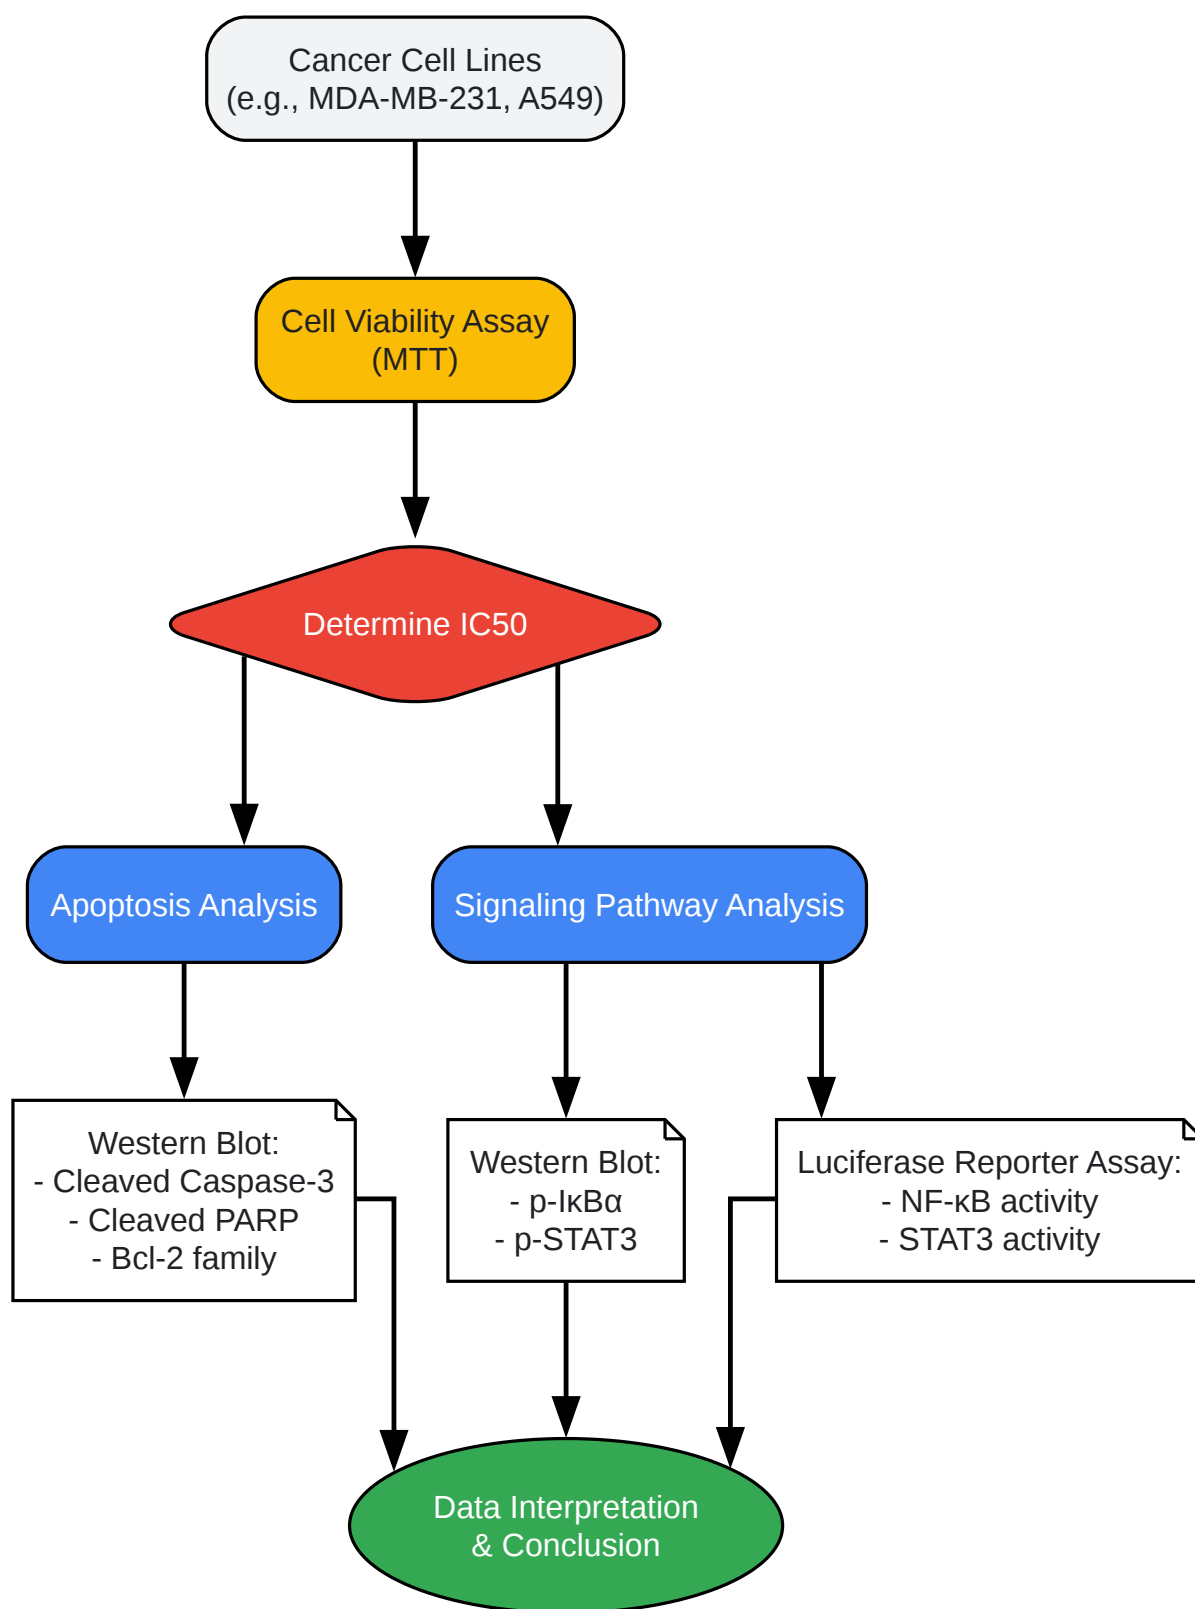 Cancer Cell Lines
(e.g., MDA-MB-231, A549)
Cell Viability Assay
(MTT)
Determine IC50
Apoptosis Analysis
Signaling Pathway Analysis
Western Blot:
- Cleaved Caspase-3
- Cleaved PARP
- Bcl-2 family
Western Blot:
- p-IκBα
- p-STAT3
Luciferase Reporter Assay:
- NF-κB activity
- STAT3 activity
Data Interpretation
& Conclusion